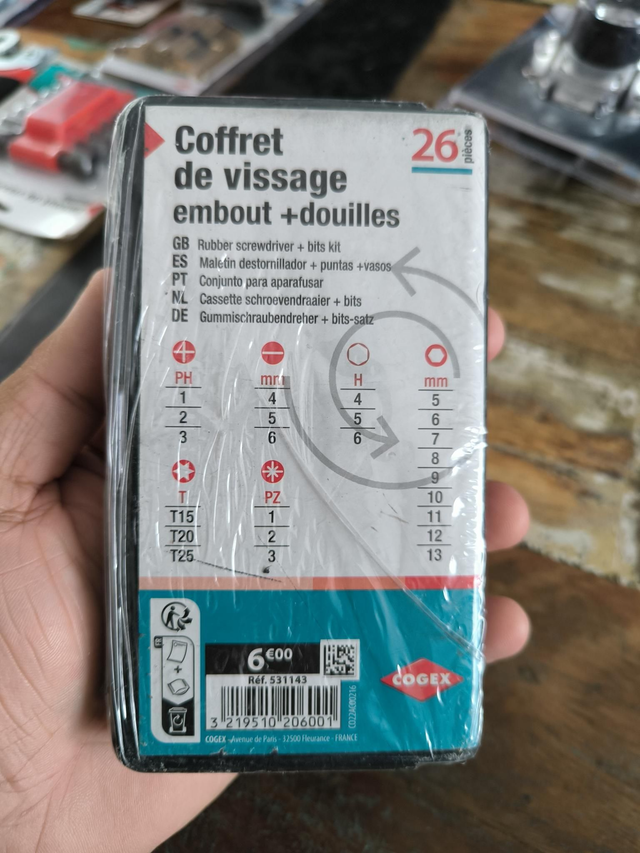 Coffret
de vissage
embout +douilles
26 pièces
GB Rubber screwdriver + bits kit
ES Maletin destornillador + puntas +vasos
PT Conjunto para aparafusar
NL Cassette schroevendraaier + bits
DE Gummischraubendreher + bits-satz
PH
1
2
3
mm
4
5
6
H
4
5
6
mm
5
6
7
8
9
10
11
12
13
T
T15
T20
T25
PZ
1
2
3
FR
+
6€00
Réf. 531143
3 219510 206001
COGEX
COGEX - Avenue de Paris - 32500 Fleurance - FRANCE